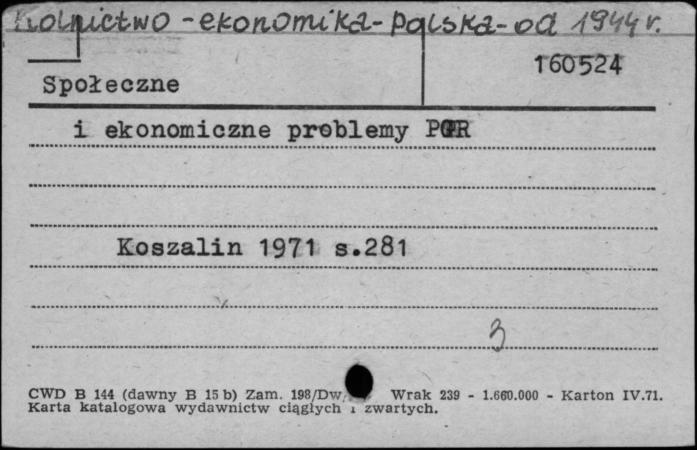 Rolnictwo - ekonomika - Polska - od 1944 r.
160524
Społeczne
i ekonomiczne problemy PGR
Koszalin 1971 s.281
3
CWD B 144 (dawny B 15 b) Zam. 198/Dw. Wrak 239 - 1.660.000 - Karton IV.71.
Karta katalogowa wydawnictw ciągłych i zwartych.